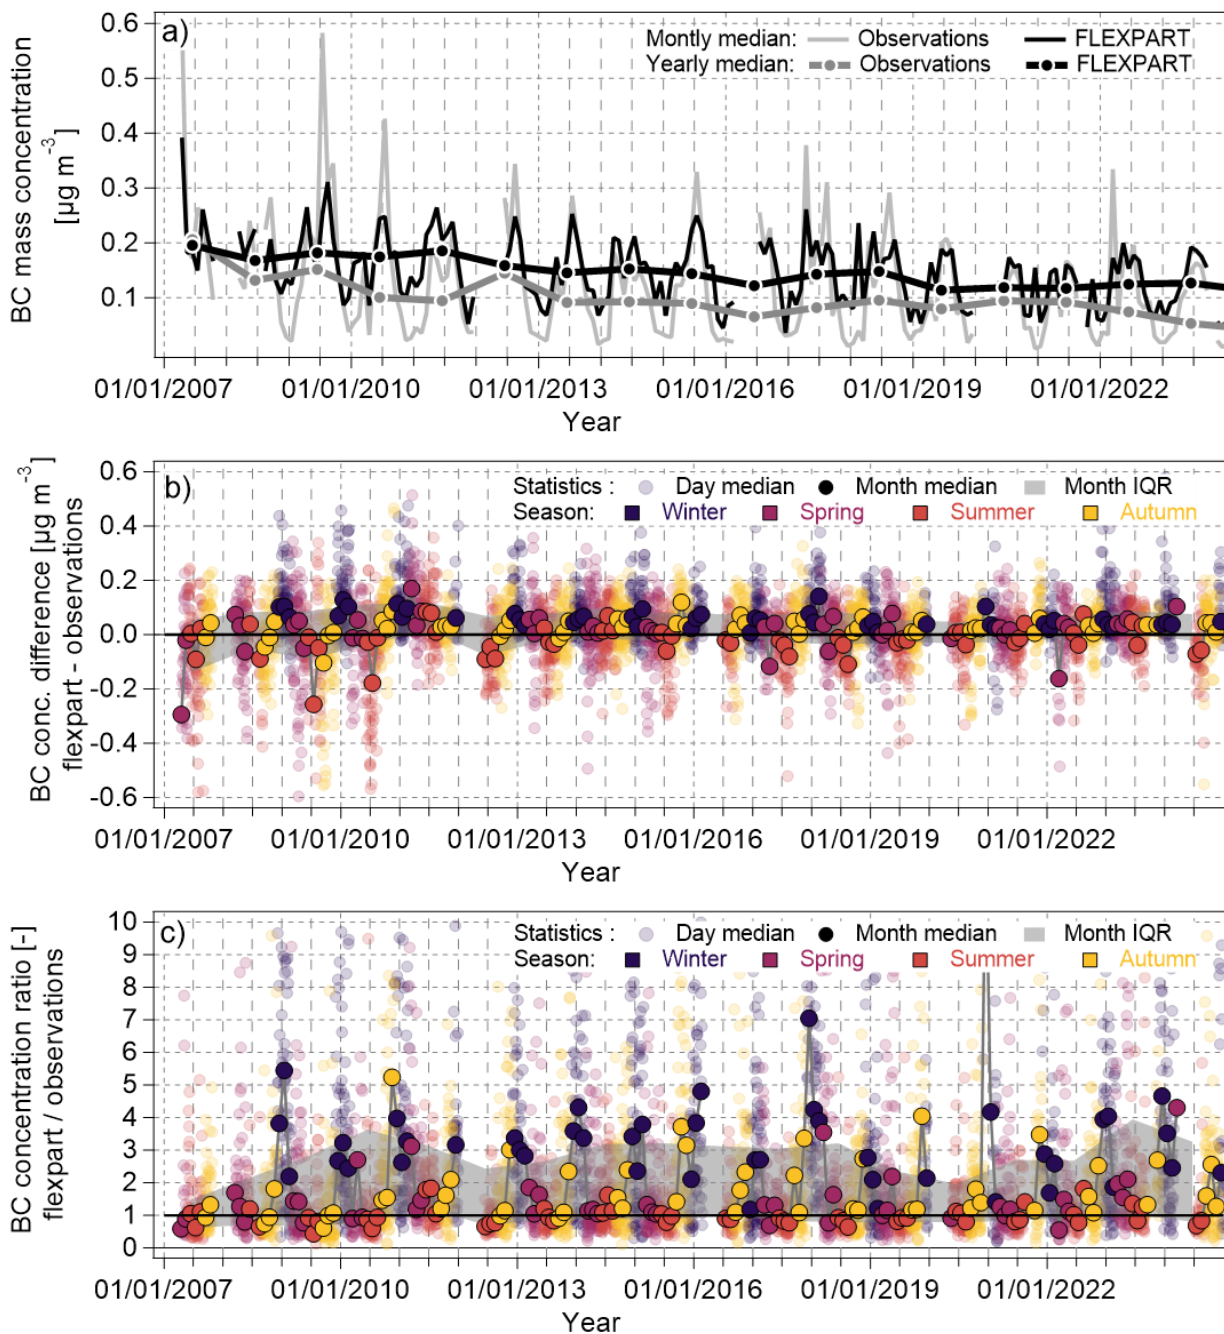 a)
Montly median: Observations FLEXPART
Yearly median: Observations FLEXPART
BC mass concentration
[µg m⁻³]
0.6
0.5
0.4
0.3
0.2
0.1
01/01/2007 01/01/2010 01/01/2013 01/01/2016 01/01/2019 01/01/2022
Year
b)
Statistics : Day median Month median Month IQR
Season: Winter Spring Summer Autumn
BC conc. difference [µg m⁻³]
flexpart - observations
0.6
0.4
0.2
0.0
-0.2
-0.4
-0.6
01/01/2007 01/01/2010 01/01/2013 01/01/2016 01/01/2019 01/01/2022
Year
c)
Statistics : Day median Month median Month IQR
Season: Winter Spring Summer Autumn
BC concentration ratio [-]
flexpart / observations
10
9
8
7
6
5
4
3
2
1
0
01/01/2007 01/01/2010 01/01/2013 01/01/2016 01/01/2019 01/01/2022
Year